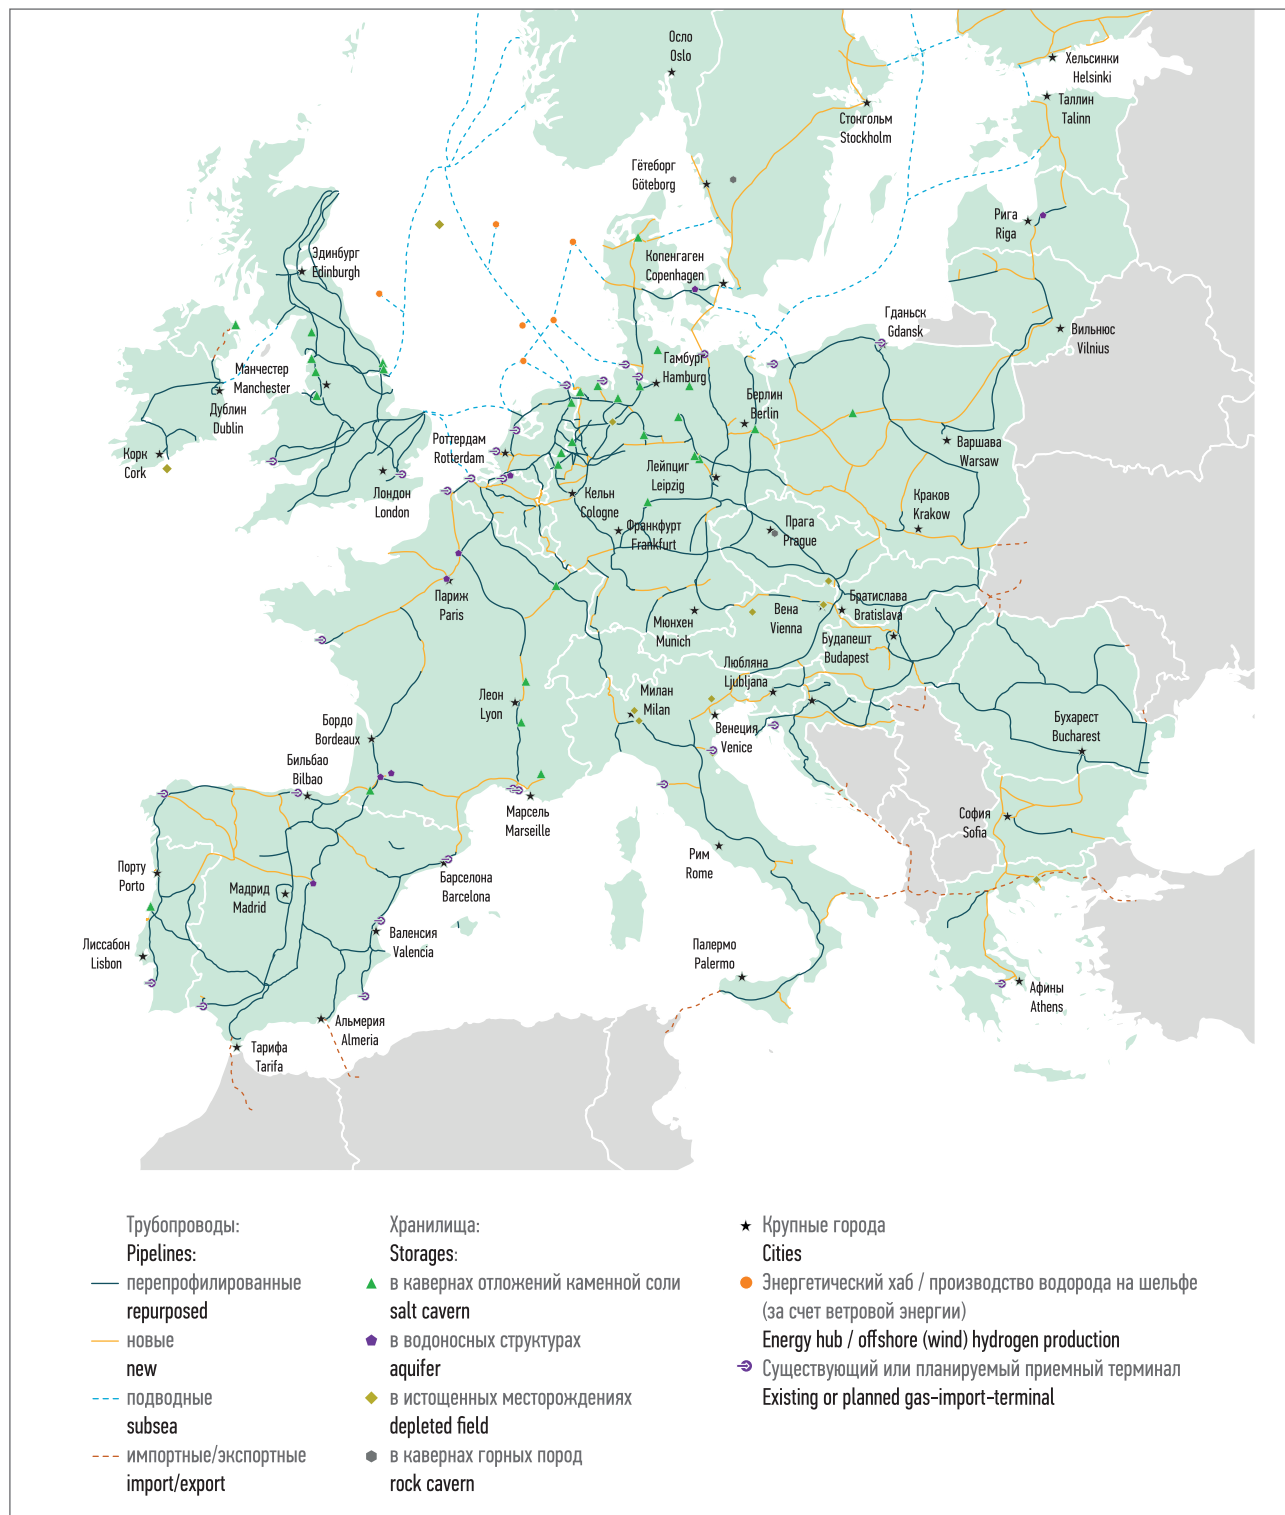 Осло
Oslo
Хельсинки
Helsinki
Таллин
Talinn
Стокгольм
Stockholm
Гётеборг
Göteborg
Рига
Riga
Эдинбург
Edinburgh
Копенгаген
Copenhagen
Гданьск
Gdansk
Вильнюс
Vilnius
Манчестер
Manchester
Гамбург
Hamburg
Дублин
Dublin
Берлин
Berlin
Роттердам
Rotterdam
Варшава
Warsaw
Корк
Cork
Лейпциг
Leipzig
Лондон
London
Кельн
Cologne
Краков
Krakow
Франкфурт
Frankfurt
Прага
Prague
Париж
Paris
Мюнхен
Munich
Вена
Vienna
Братислава
Bratislava
Будапешт
Budapest
Любляна
Ljubljana
Леон
Lyon
Милан
Milan
Венеция
Venice
Бордо
Bordeaux
Бухарест
Bucharest
Бильбао
Bilbao
Марсель
Marseille
София
Sofia
Рим
Rome
Порту
Porto
Мадрид
Madrid
Барселона
Barcelona
Валенсия
Valencia
Лиссабон
Lisbon
Палермо
Palermo
Афины
Athens
Альмерия
Almeria
Тарифа
Tarifa
Трубопроводы:
Pipelines:
перепрофилированные
repurposed
новые
new
подводные
subsea
импортные/экспортные
import/export
Хранилища:
Storages:
в кавернах отложений каменной соли
salt cavern
в водоносных структурах
aquifer
в истощенных месторождениях
depleted field
в кавернах горных пород
rock cavern
Крупные города
Cities
Энергетический хаб / производство водорода на шельфе
(за счет ветровой энергии)
Energy hub / offshore (wind) hydrogen production
Существующий или планируемый приемный терминал
Existing or planned gas-import-terminal